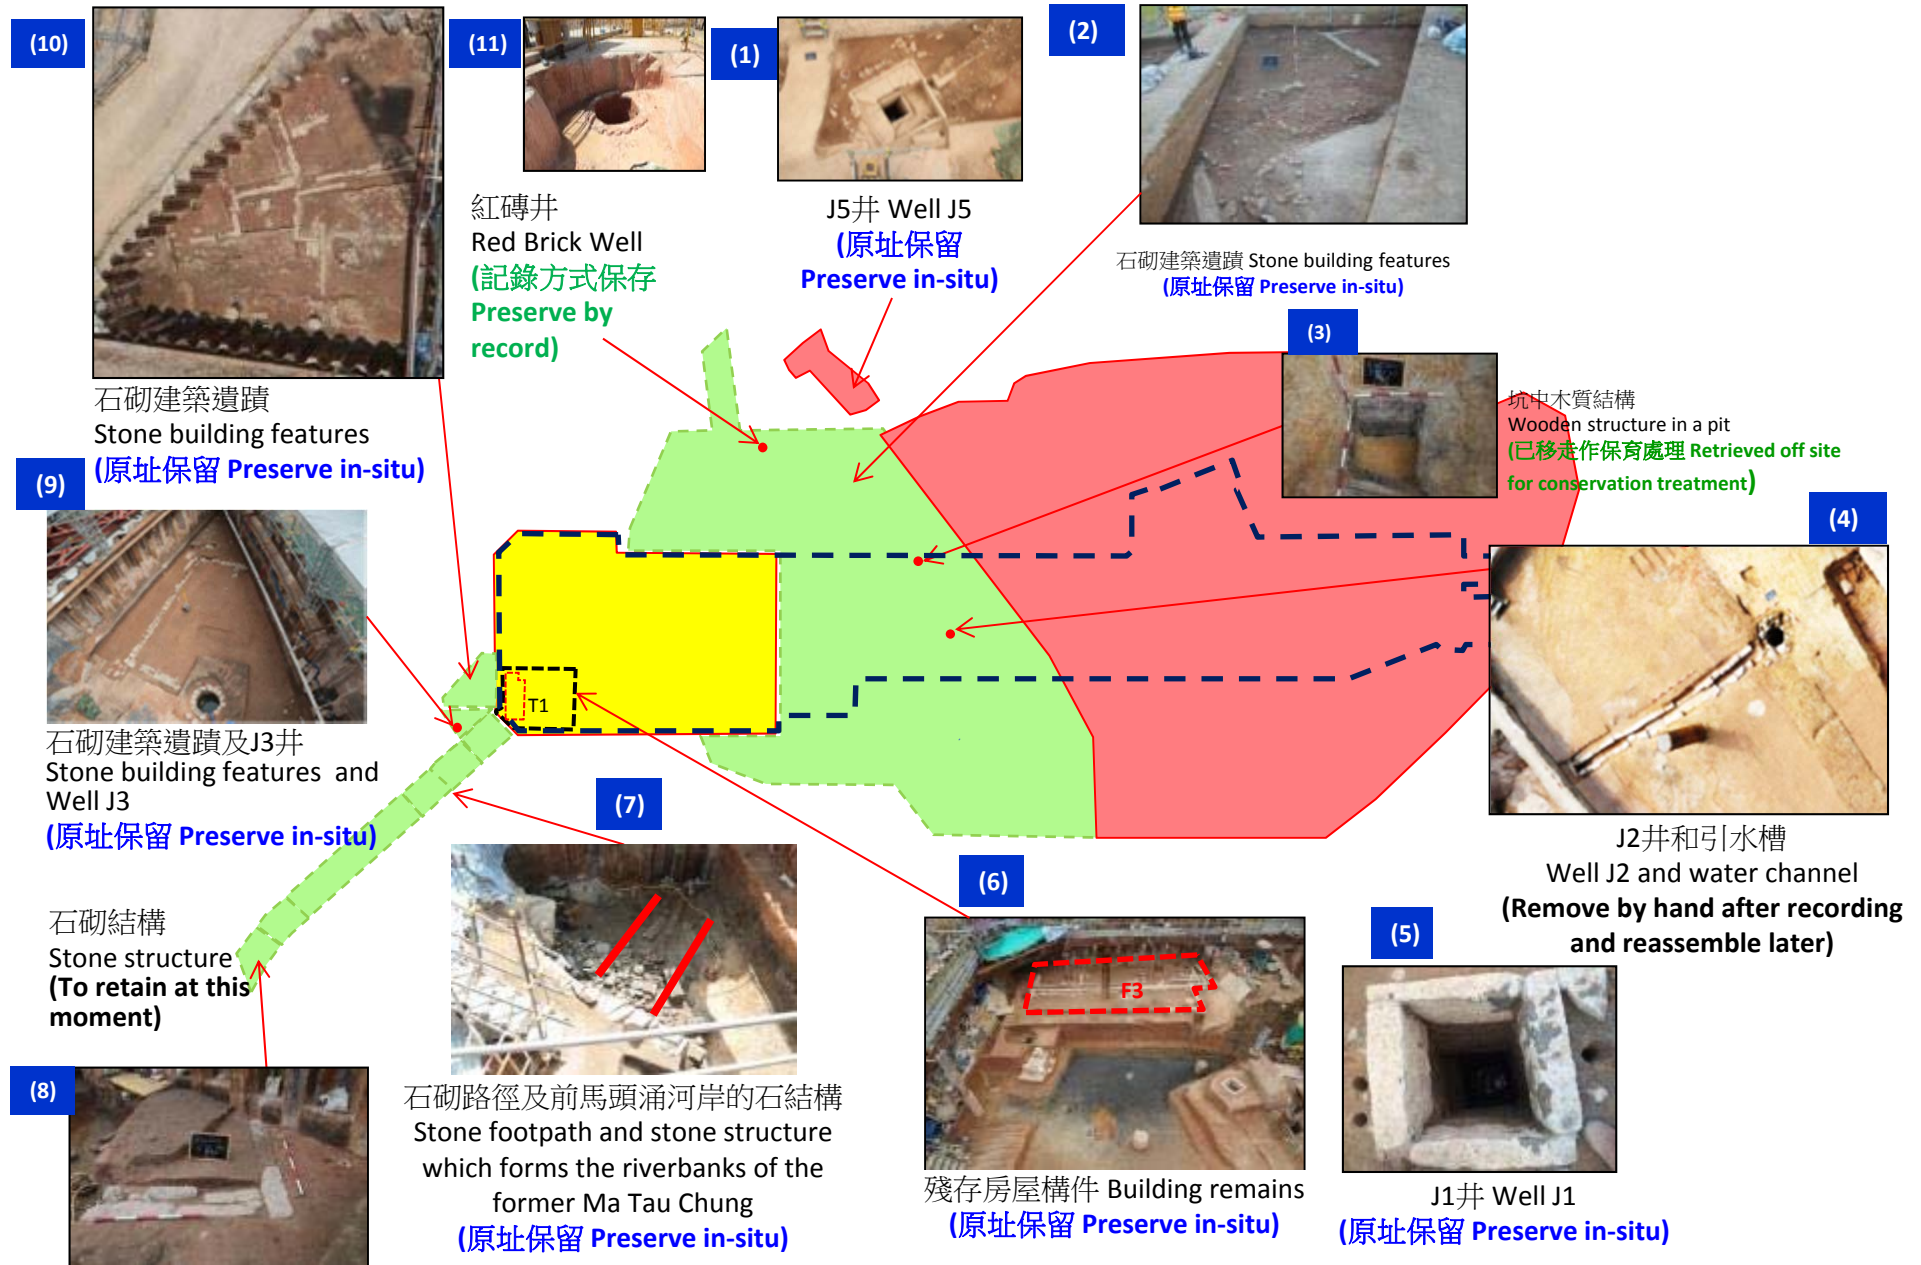 (10)
石砌建築遺蹟
Stone building features
(原址保留 Preserve in-situ)
(11)
紅磚井
Red Brick Well
(記錄方式保存
Preserve by
record)
(1)
J5井 Well J5
(原址保留
Preserve in-situ)
(2)
石砌建築遺蹟 Stone building features
(原址保留 Preserve in-situ)
(3)
坑中木質結構
Wooden structure in a pit
(已移走作保育處理 Retrieved off site
for conservation treatment)
(4)
J2井和引水槽
Well J2 and water channel
(Remove by hand after recording
and reassemble later)
(9)
石砌建築遺蹟及J3井
Stone building features and
Well J3
(原址保留 Preserve in-situ)
T1
(7)
石砌路徑及前馬頭涌河岸的石結構
Stone footpath and stone structure
which forms the riverbanks of the
former Ma Tau Chung
(原址保留 Preserve in-situ)
(6)
F3
殘存房屋構件 Building remains
(原址保留 Preserve in-situ)
(5)
J1井 Well J1
(原址保留 Preserve in-situ)
石砌結構
Stone structure
(To retain at this
moment)
(8)